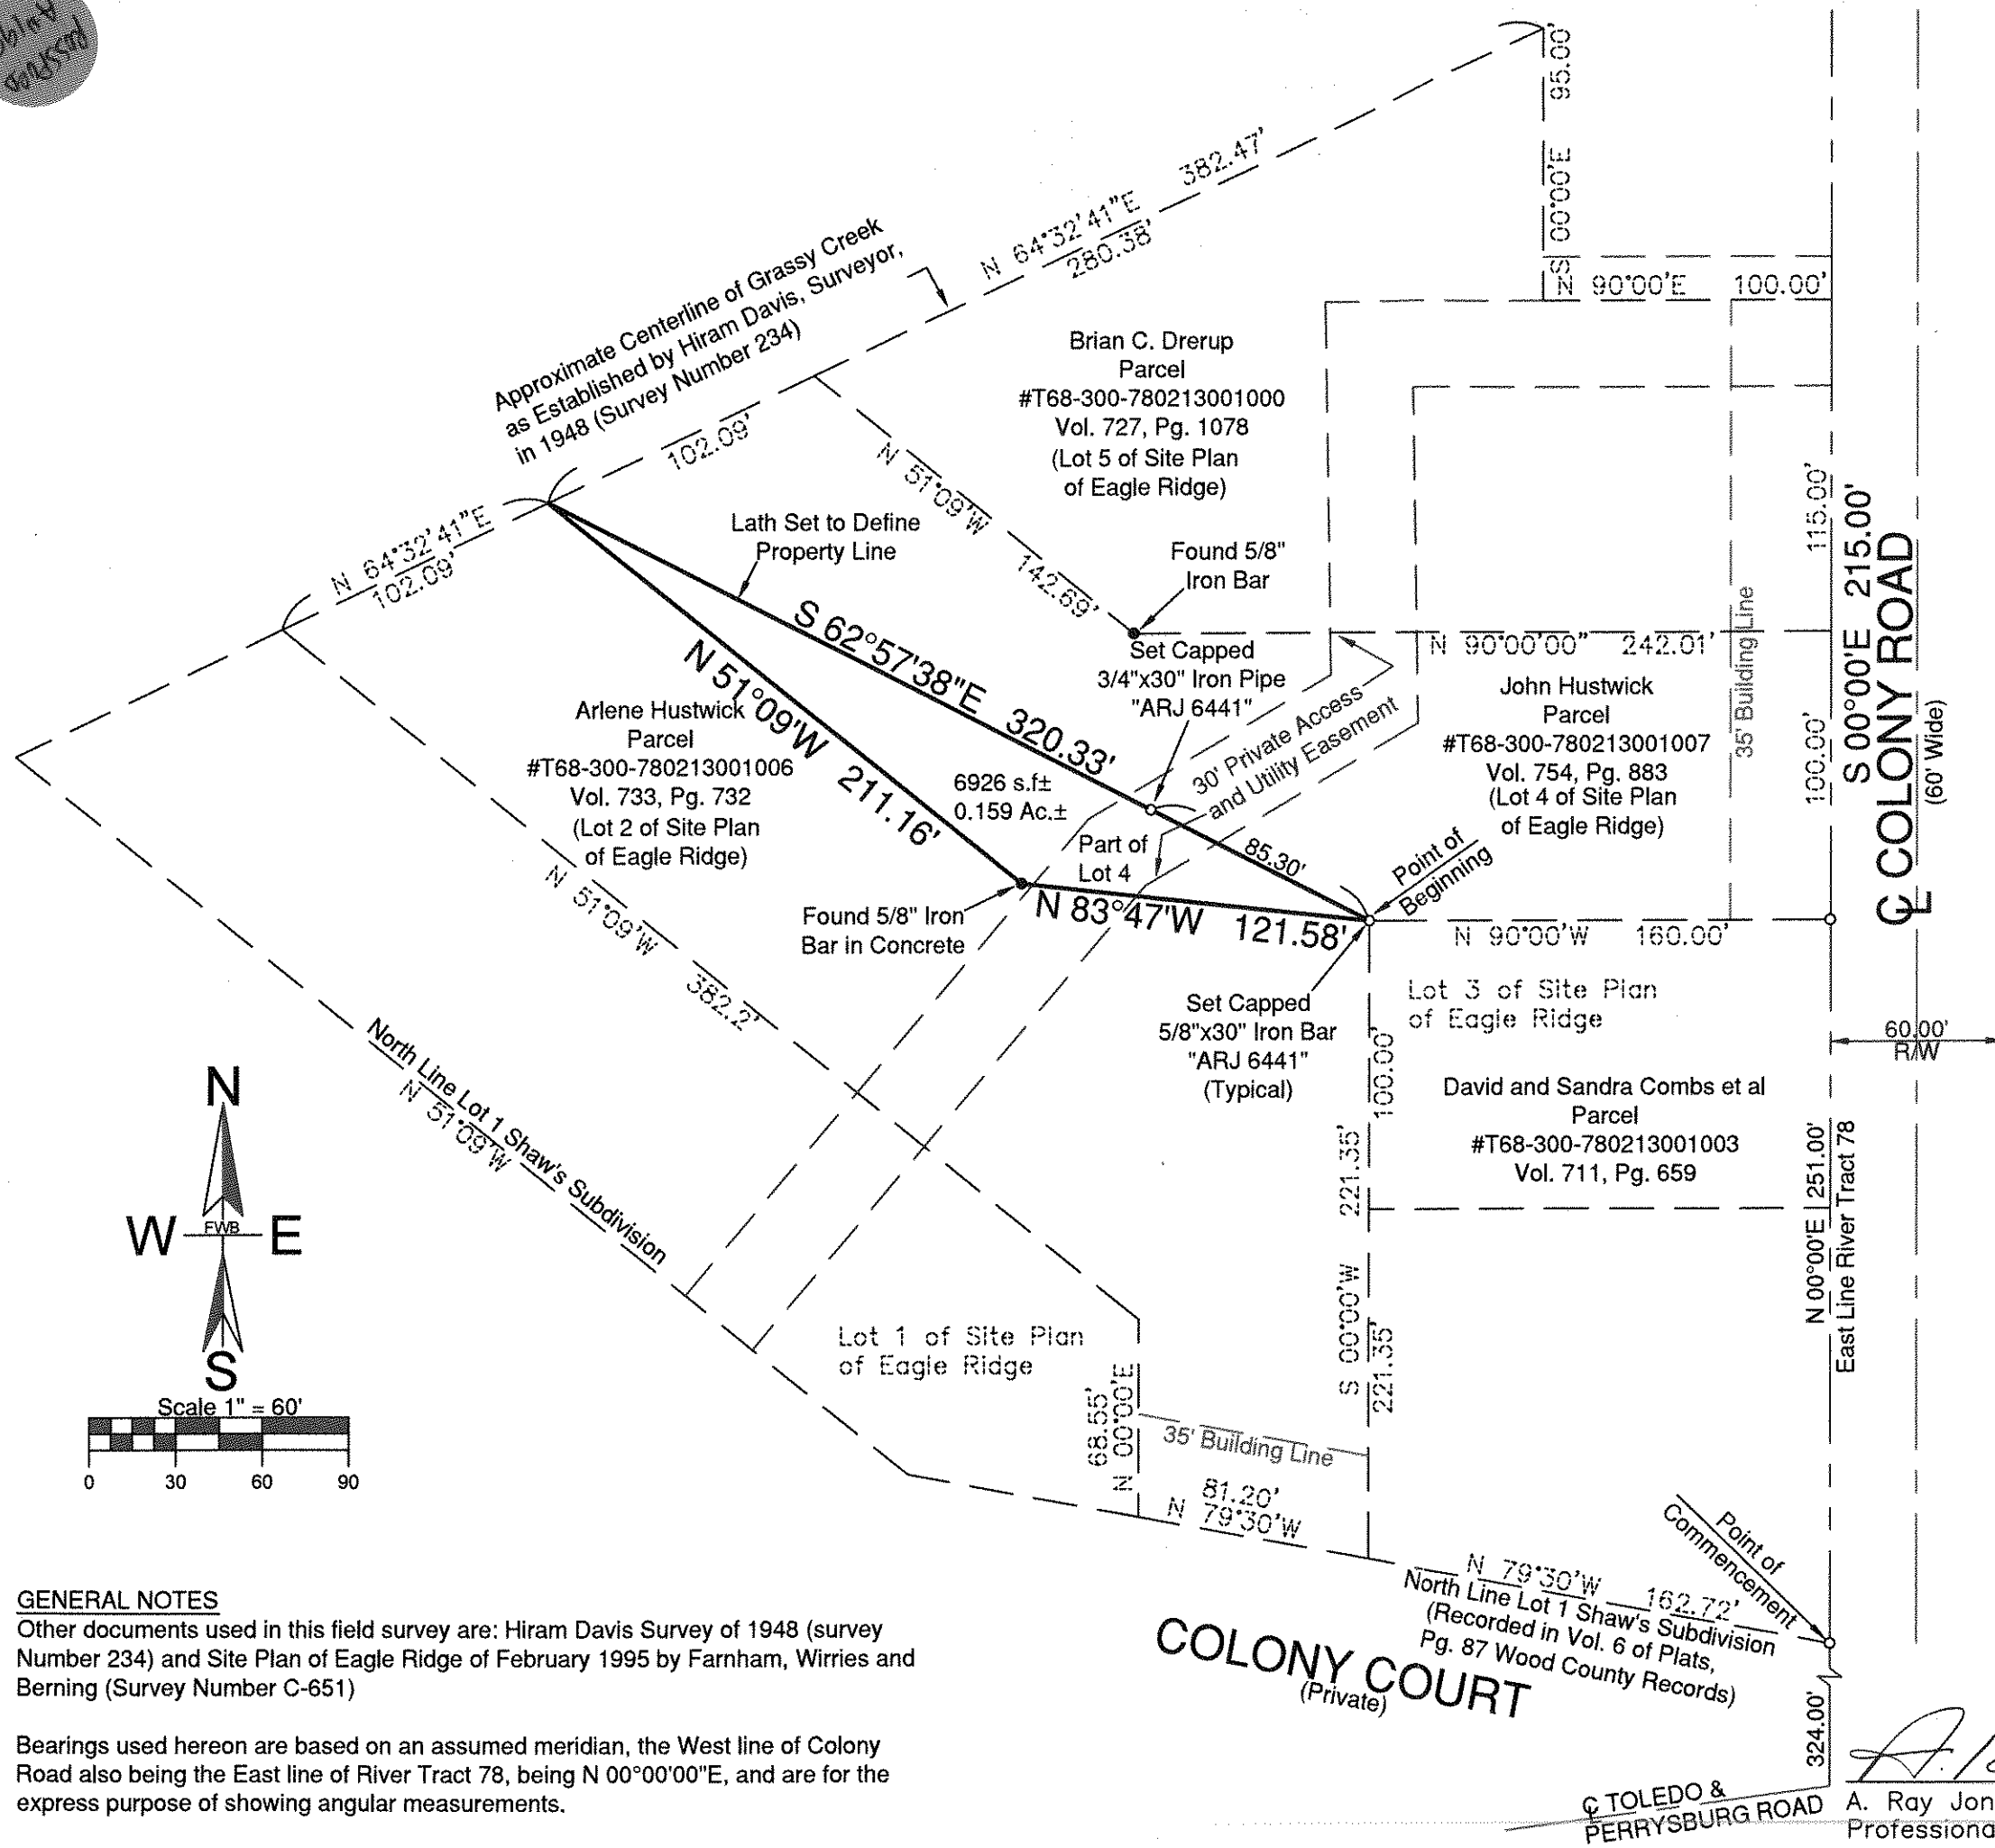 95.00'
S 00°00'E
382.47'
N 64°32'41"E
280.38'
N 90°00'E 100.00'
Approximate Centerline of Grassy Creek
as Established by Hiram Davis, Surveyor,
in 1948 (Survey Number 234)
102.09'
N 64°32'41"E
102.09'
Brian C. Drerup
Parcel
#T68-300-780213001000
Vol. 727, Pg. 1078
(Lot 5 of Site Plan
of Eagle Ridge)
N 51°09'W 142.69'
Lath Set to Define
Property Line
Found 5/8"
Iron Bar
S 62°57'38"E 320.33'
N 51°09'W 211.16'
Set Capped
3/4"x30" Iron Pipe
"ARJ 6441"
N 90°00'00" 242.01'
115.00'
100.00'
35' Building Line
S 00°00'E 215.00'
℄ COLONY ROAD
(60' Wide)
John Hustwick
Parcel
#T68-300-780213001007
Vol. 754, Pg. 883
(Lot 4 of Site Plan
of Eagle Ridge)
30' Private Access
and Utility Easement
Arlene Hustwick
Parcel
#T68-300-780213001006
Vol. 733, Pg. 732
(Lot 2 of Site Plan
of Eagle Ridge)
6926 s.f±
0.159 Ac.±
Part of
Lot 4
85.30'
Point of
Beginning
N 83°47'W 121.58'
Found 5/8" Iron
Bar in Concrete
N 90°00'W 160.00'
N 51°09'W 382.2'
Set Capped
5/8"x30" Iron Bar
"ARJ 6441"
(Typical)
Lot 3 of Site Plan
of Eagle Ridge
60.00'
R/W
100.00'
David and Sandra Combs et al
Parcel
#T68-300-780213001003
Vol. 711, Pg. 659
North Line Lot 1 Shaw's Subdivision
N 51°09'W
221.35'
S 00°00'W
221.35'
N 00°00'E 251.00'
East Line River Tract 78
N
W FWB E
S
Scale 1" = 60'
0 30 60 90
Lot 1 of Site Plan
of Eagle Ridge
68.55'
N 00°00'E
35' Building Line
81.20'
N 79°30'W
Point of
Commencement
N 79°30'W 162.72'
North Line Lot 1 Shaw's Subdivision
(Recorded in Vol. 6 of Plats,
Pg. 87 Wood County Records)
COLONY COURT
(Private)
324.00'
℄ TOLEDO &
PERRYSBURG ROAD
A. Ray Jon
Professiona
GENERAL NOTES
Other documents used in this field survey are: Hiram Davis Survey of 1948 (survey
Number 234) and Site Plan of Eagle Ridge of February 1995 by Farnham, Wirries and
Berning (Survey Number C-651)
Bearings used hereon are based on an assumed meridian, the West line of Colony
Road also being the East line of River Tract 78, being N 00°00'00"E, and are for the
express purpose of showing angular measurements.